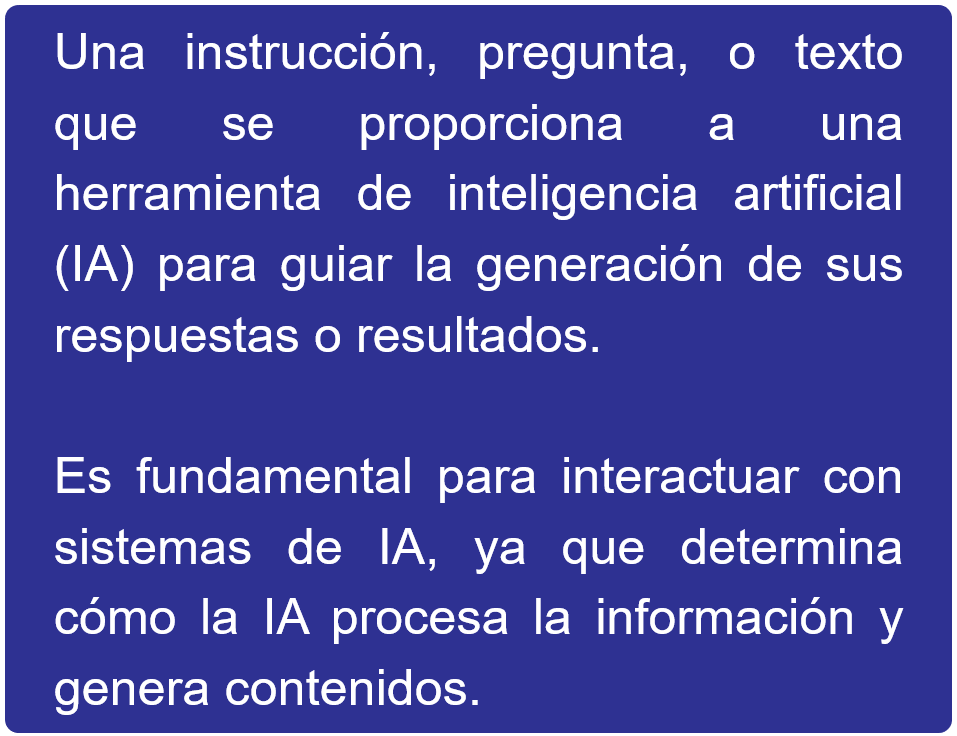 Una instrucción, pregunta, o texto
que se proporciona a una
herramienta de inteligencia artificial
(IA) para guiar la generación de sus
respuestas o resultados.
Es fundamental para interactuar con
sistemas de IA, ya que determina
cómo la IA procesa la información y
genera contenidos.